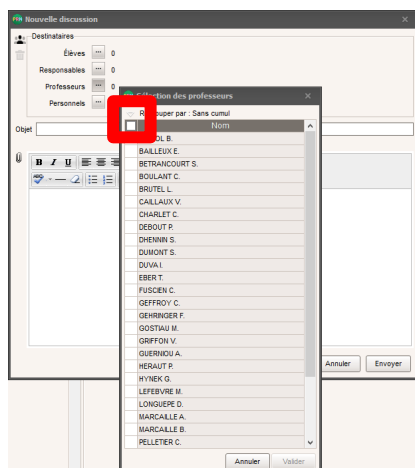 Nouvelle discussion
Destinataires
Élèves ... 0
Responsables ... 0
Professeurs ... 0
Personnels ...
Objet
B I U
Sélection des professeurs
Regrouper par : Sans cumul
Nom
BAILLEUX E.
BETRANCOURT S.
BOULANT C.
BRUTEL L.
CAILLAUX V.
CHARLET C.
DEBOUT P.
DHENNIN S.
DUMONT S.
DUVA I.
EBER T.
FUSCIEN C.
GEFFROY C.
GEHRINGER F.
GOSTIAU M.
GRIFFON V.
GUERNIOU A.
HERAUT P.
HYNEK G.
LEFEBVRE M.
LONGUEPE D.
MARCAILLE A.
MARCAILLE B.
PELLETIER C.
Annuler Valider
Annuler Envoyer